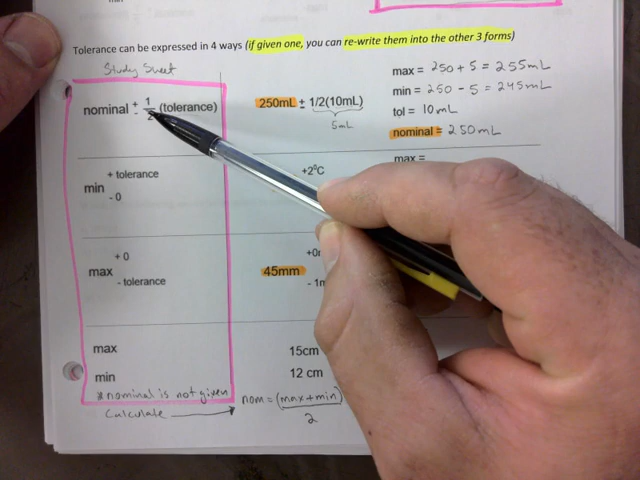 Tolerance can be expressed in 4 ways (if given one, you can re-write them into the other 3 forms)
Study Sheet
nominal ± 1/2 (tolerance)
250mL ± 1/2(10mL)
5mL
max = 250 + 5 = 255mL
min = 250 - 5 = 245mL
tol = 10mL
nominal = 250mL
+ tolerance
min
- 0
+2°C
max =
+ 0
max
- tolerance
45mm
max
15cm
min
12 cm
* nominal is not given
Calculate → nom = (max+min)
2